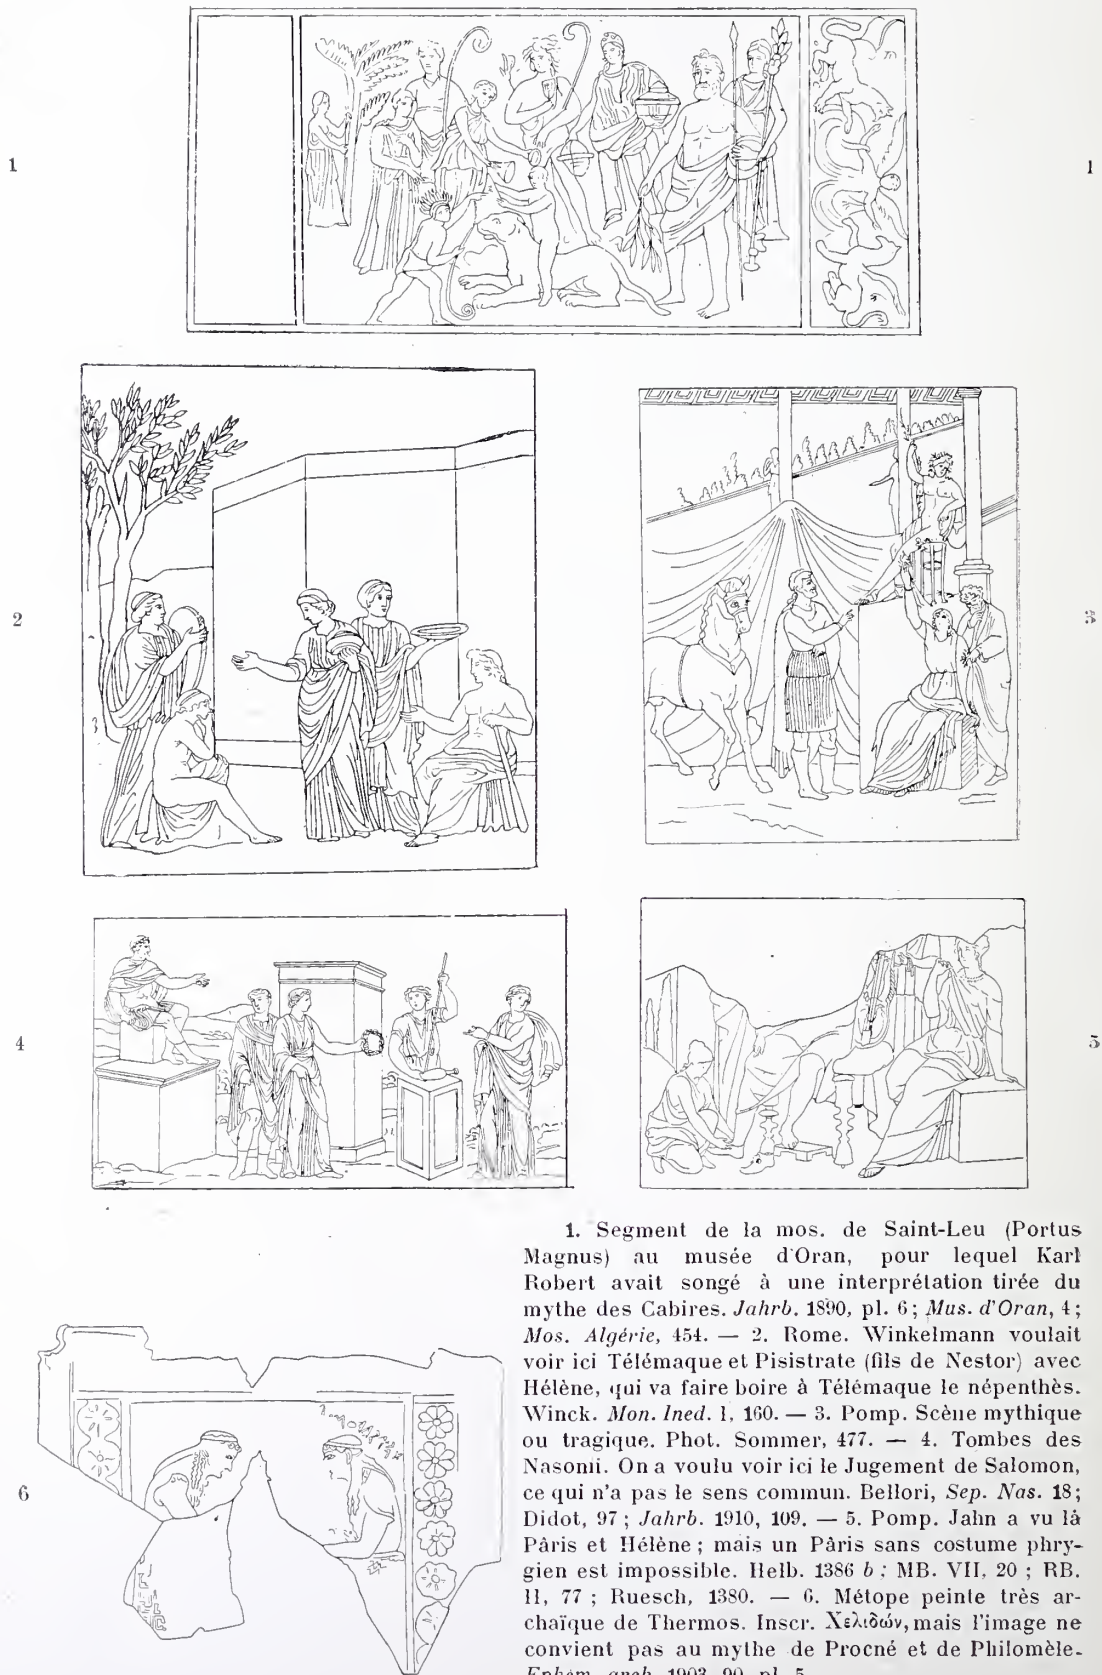 1
1
2
3
4
5
6
1. Segment de la mos. de Saint-Leu (Portus
Magnus) au musée d'Oran, pour lequel Karl
Robert avait songé à une interprétation tirée du
mythe des Cabires. Jahrb. 1890, pl. 6; Mus. d'Oran, 4;
Mos. Algérie, 454. — 2. Rome. Winkelmann voulait
voir ici Télémaque et Pisistrate (fils de Nestor) avec
Hélène, qui va faire boire à Télémaque le népenthès.
Winck. Mon. Ined. I, 160. — 3. Pomp. Scène mythique
ou tragique. Phot. Sommer, 477. — 4. Tombes des
Nasonii. On a voulu voir ici le Jugement de Salomon,
ce qui n'a pas le sens commun. Bellori, Sep. Nas. 18;
Didot, 97; Jahrb. 1910, 109. — 5. Pomp. Jahn a vu là
Pâris et Hélène; mais un Pâris sans costume phry-
gien est impossible. Helb. 1386 b; MB. VII, 20; RB.
II, 77; Ruesch, 1380. — 6. Métope peinte très ar-
chaïque de Thermos. Inscr. Χελιδών, mais l'image ne
convient pas au mythe de Procné et de Philomèle.
Ephem. arch. 1903, 90, pl. 5.